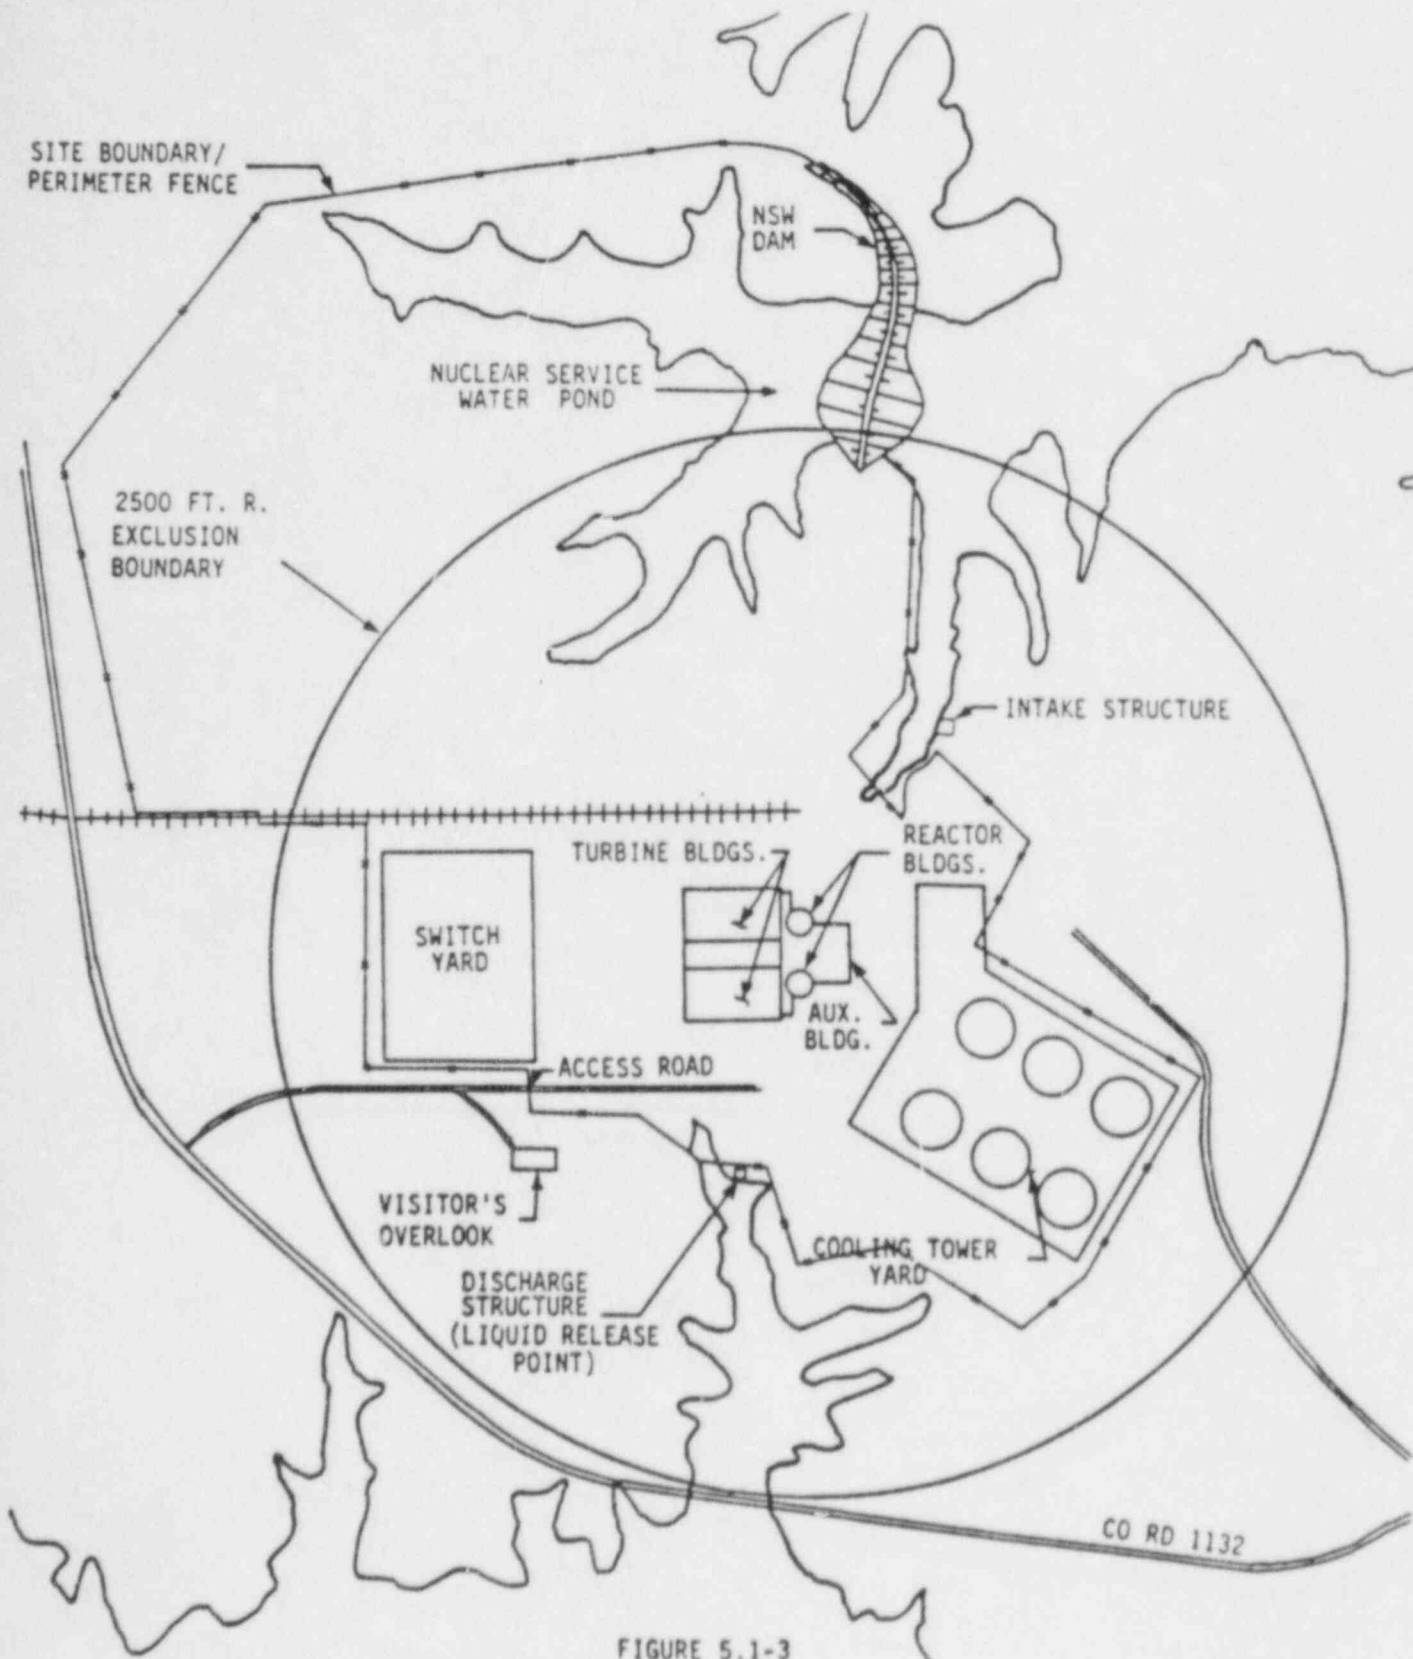 SITE BOUNDARY/
PERIMETER FENCE
NSW
DAM
NUCLEAR SERVICE
WATER POND
2500 FT. R.
EXCLUSION
BOUNDARY
INTAKE STRUCTURE
TURBINE BLDGS.
REACTOR
BLDGS.
SWITCH
YARD
AUX.
BLDG.
ACCESS ROAD
VISITOR'S
OVERLOOK
COOLING TOWER
YARD
DISCHARGE
STRUCTURE
(LIQUID RELEASE
POINT)
CO RD 1132
FIGURE 5.1-3